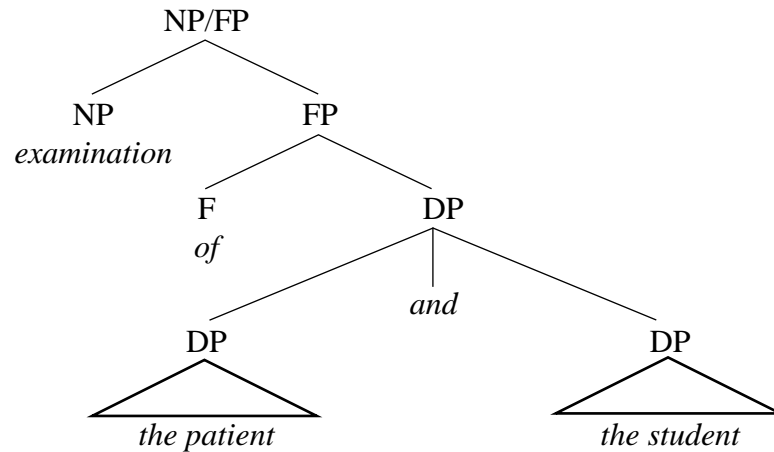 NP/FP
NP FP
examination
F DP
of
and
DP DP
the patient the student